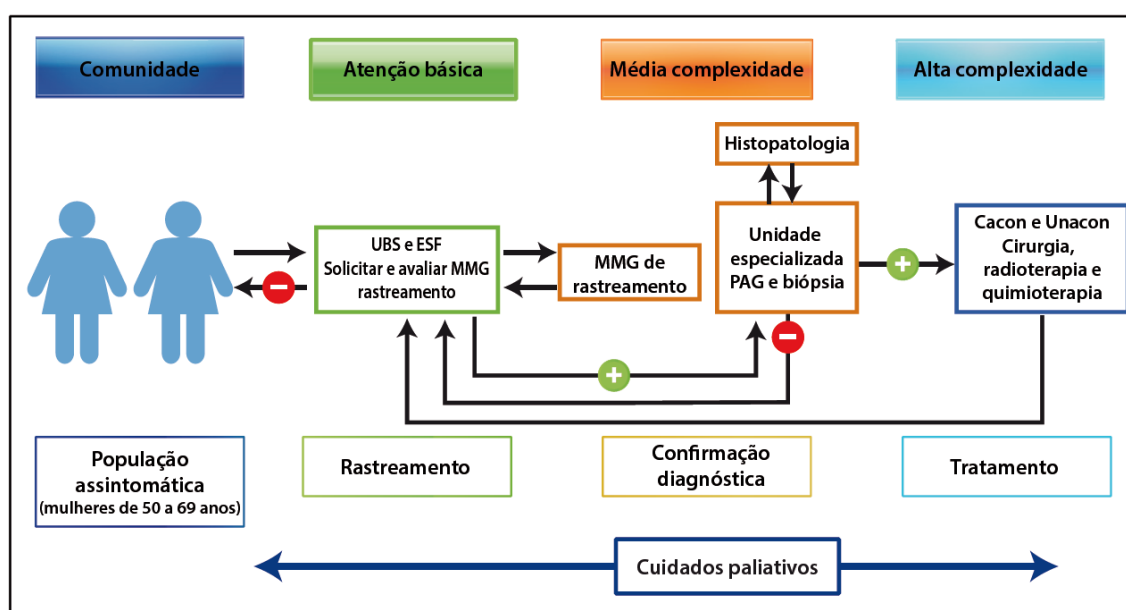 Comunidade
Atenção básica
Média complexidade
Alta complexidade
Histopatologia
UBS e ESF
Solicitar e avaliar MMG
rastreamento
MMG de
rastreamento
Unidade
especializada
PAG e biópsia
Cacon e Unacon
Cirurgia,
radioterapia e
quimioterapia
População
assintomática
(mulheres de 50 a 69 anos)
Rastreamento
Confirmação
diagnóstica
Tratamento
Cuidados paliativos